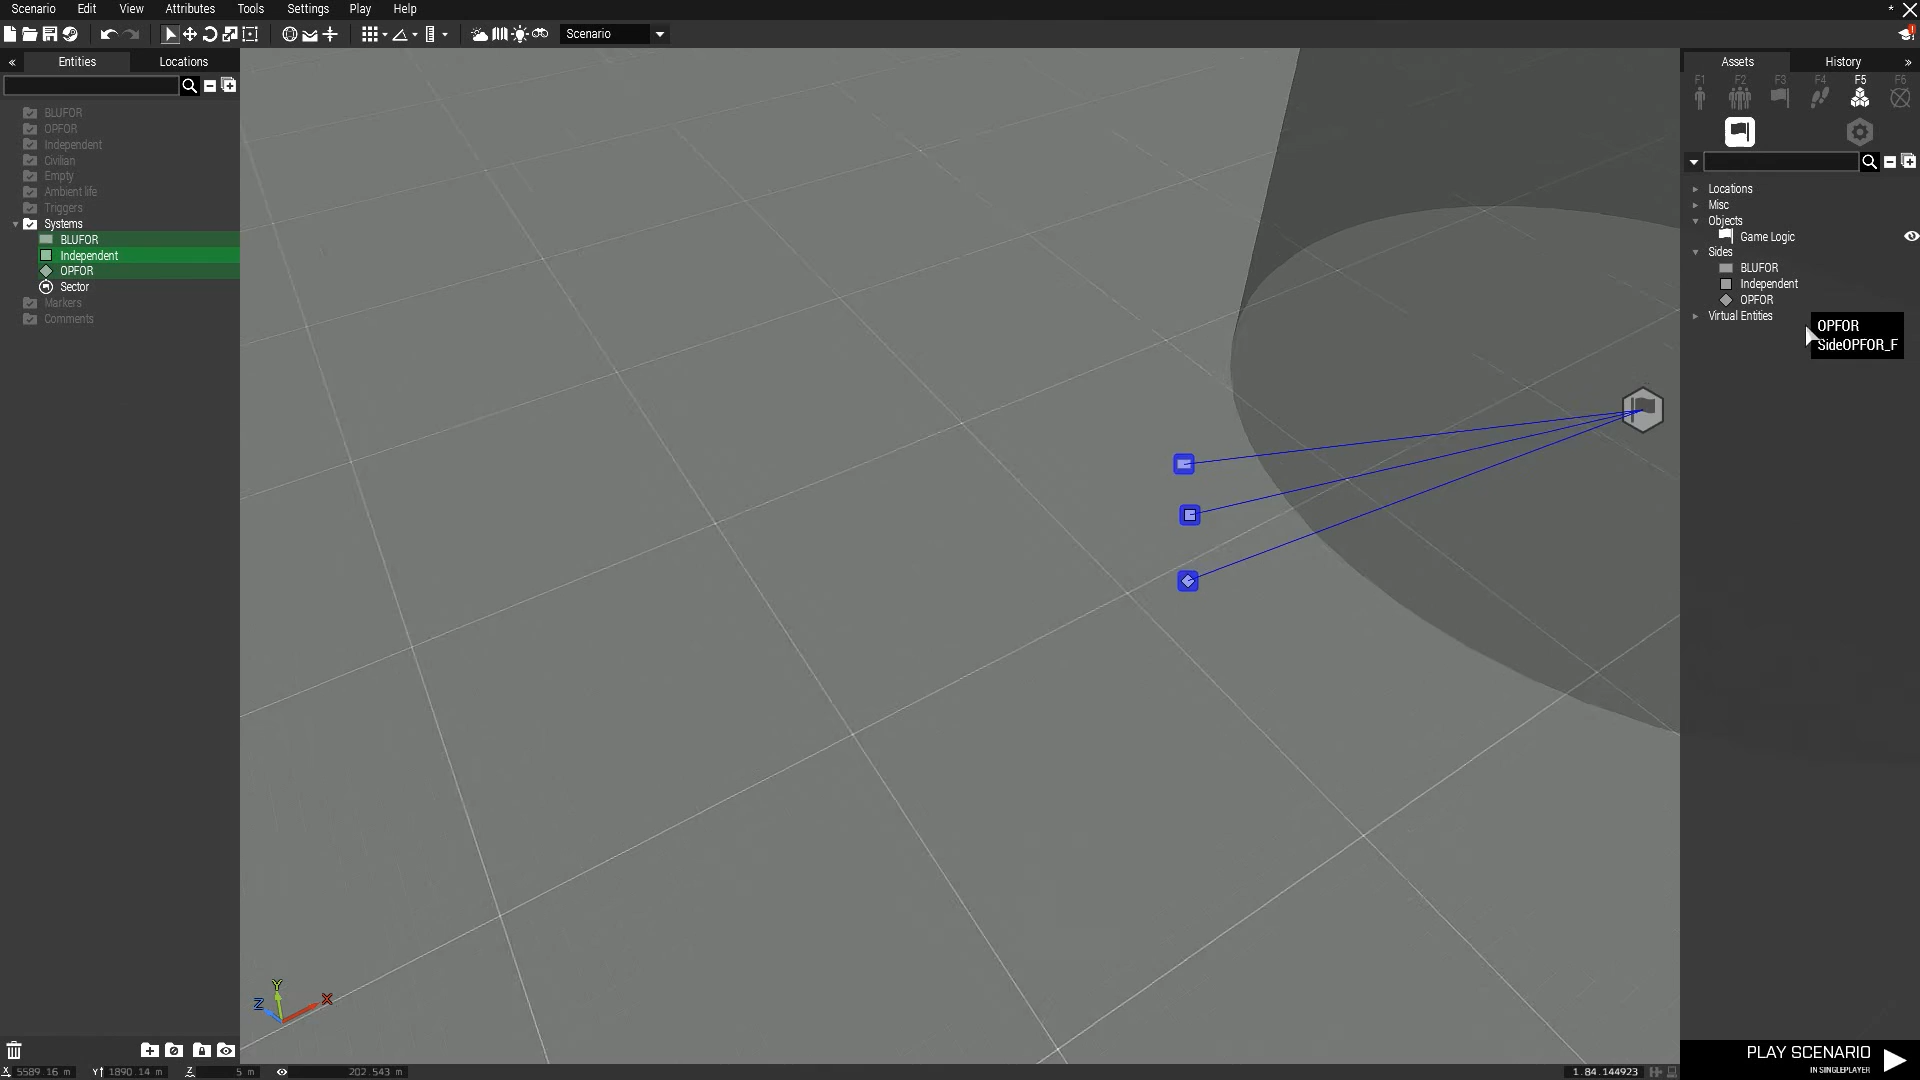 Scenario Edit View Attributes Tools Settings Play Help
*
Scenario
Entities Locations
BLUFOR
OPFOR
Independent
Civilian
Empty
Ambient life
Triggers
Systems
BLUFOR
Independent
OPFOR
Sector
Markers
Comments
Assets History
F1 F2 F3 F4 F5 F6
Locations
Misc
Objects
Game Logic
Sides
BLUFOR
Independent
OPFOR
Virtual Entities
OPFOR
SideOPFOR_F
Y
Z X
PLAY SCENARIO
IN SINGLEPLAYER
X 5589.16 m Y 1890.14 m Z 5 m 202.543 m 1.84.144923